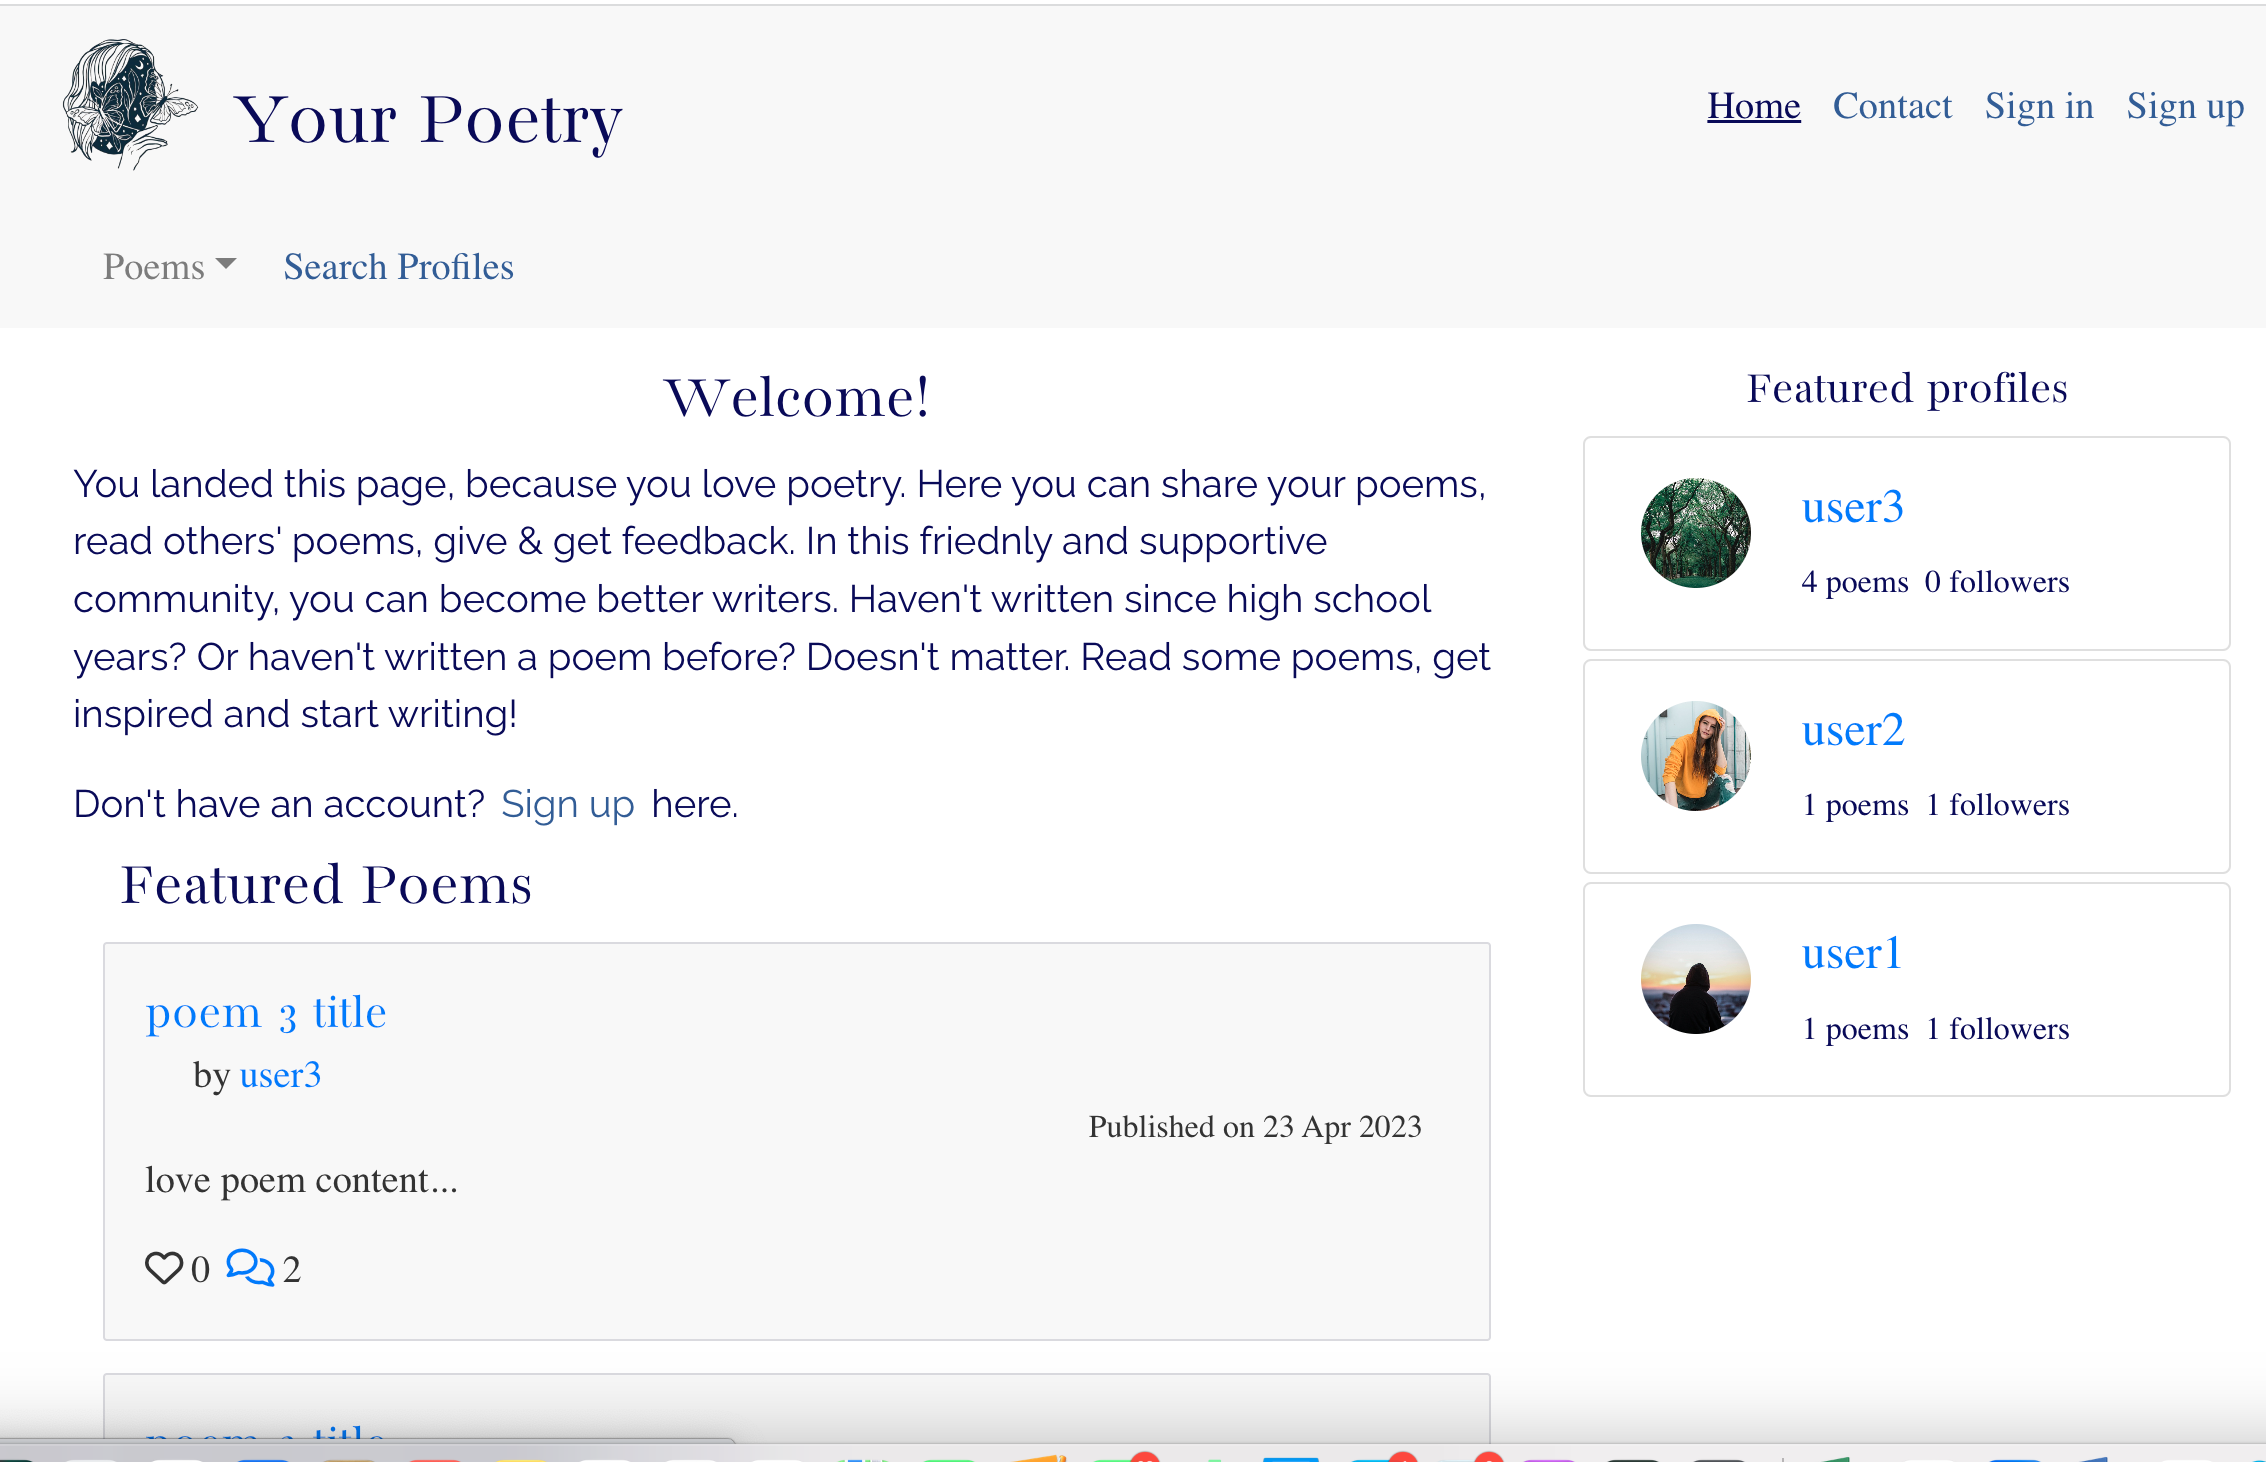 Your Poetry
Home Contact Sign in Sign up
Poems Search Profiles
Welcome!
You landed this page, because you love poetry. Here you can share your poems,
read others' poems, give & get feedback. In this friednly and supportive
community, you can become better writers. Haven't written since high school
years? Or haven't written a poem before? Doesn't matter. Read some poems, get
inspired and start writing!
Don't have an account? Sign up here.
Featured Poems
poem 3 title
by user3
Published on 23 Apr 2023
love poem content...
0 2
Featured profiles
user3
4 poems 0 followers
user2
1 poems 1 followers
user1
1 poems 1 followers